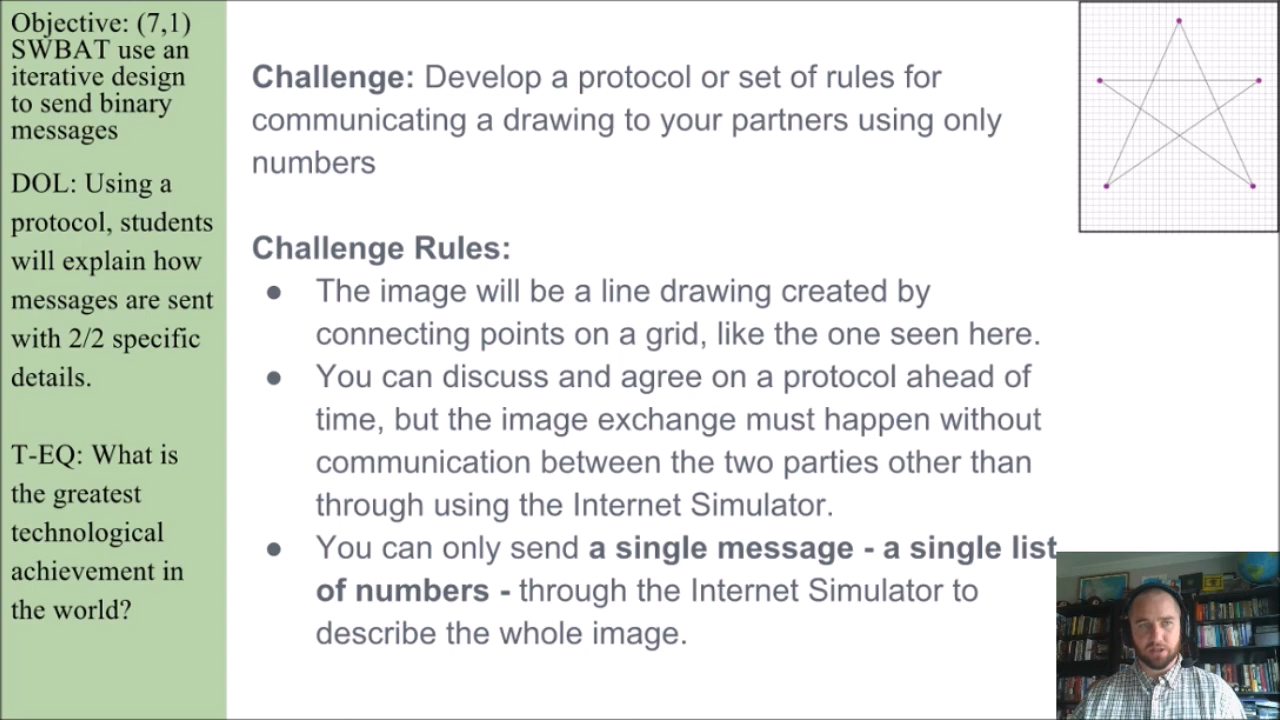 Objective: (7,1)
SWBAT use an
iterative design
to send binary
messages
DOL: Using a
protocol, students
will explain how
messages are sent
with 2/2 specific
details.
T-EQ: What is
the greatest
technological
achievement in
the world?
Challenge: Develop a protocol or set of rules for
communicating a drawing to your partners using only
numbers
Challenge Rules:
● The image will be a line drawing created by
connecting points on a grid, like the one seen here.
● You can discuss and agree on a protocol ahead of
time, but the image exchange must happen without
communication between the two parties other than
through using the Internet Simulator.
● You can only send a single message - a single list
of numbers - through the Internet Simulator to
describe the whole image.